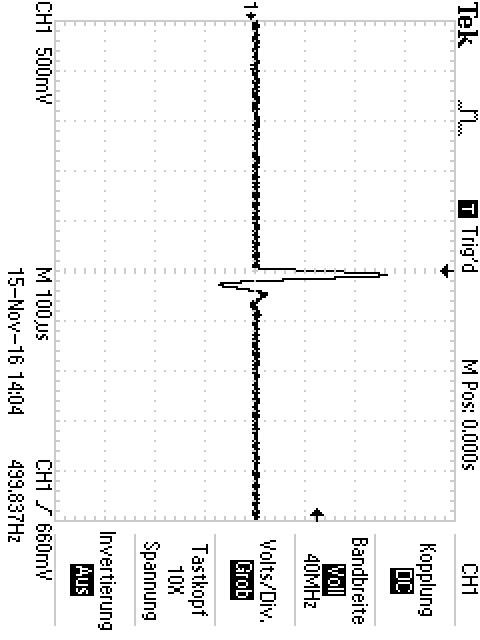 Tek
T Trig'd
M Pos: 0.000s
CH1
Kopplung
DC
Bandbreite
Voll
40MHz
Volts/Div.
Grob
Tastkopf
10X
Spannung
Invertierung
Aus
1
CH1 500mV
M 100µs
CH1 / 660mV
15-Nov-16 14:04
499.837Hz